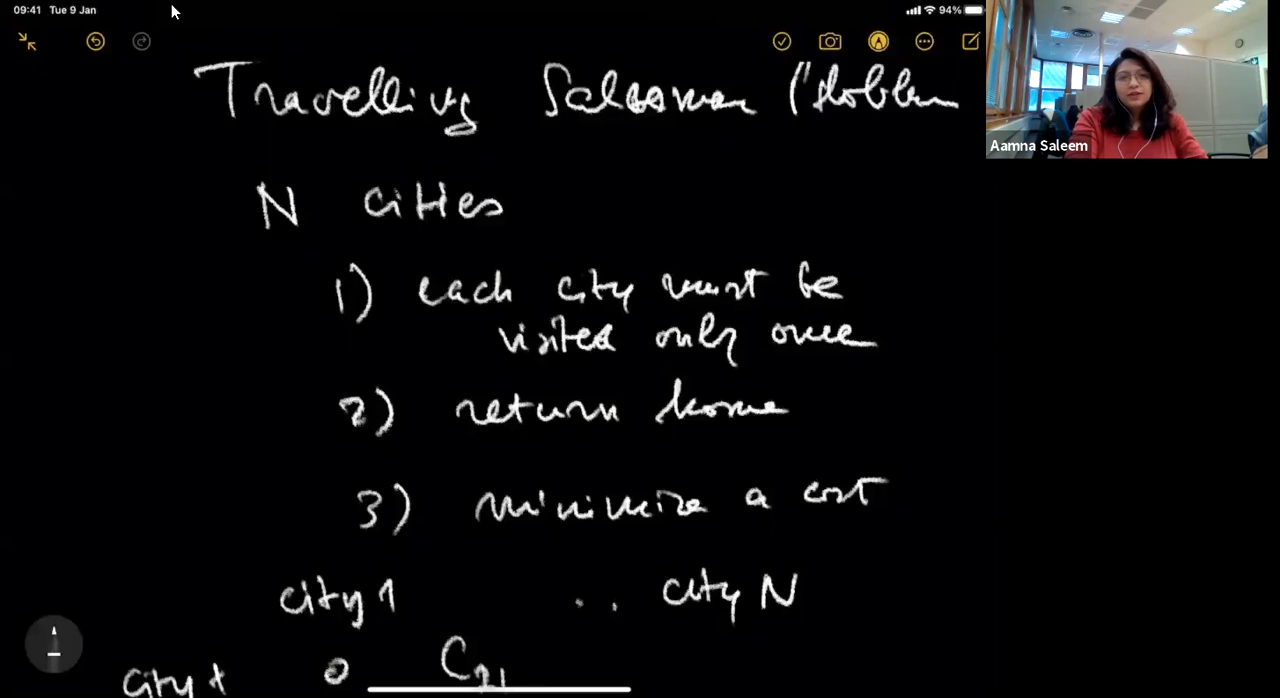 09:41 Tue 9 Jan
94%
Travelling Salesman Problem
Aamna Saleem
N cities
1) each city must be
visited only once
2) return home
3) minimize a cost
city 1 .. city N
city 1 0 C21